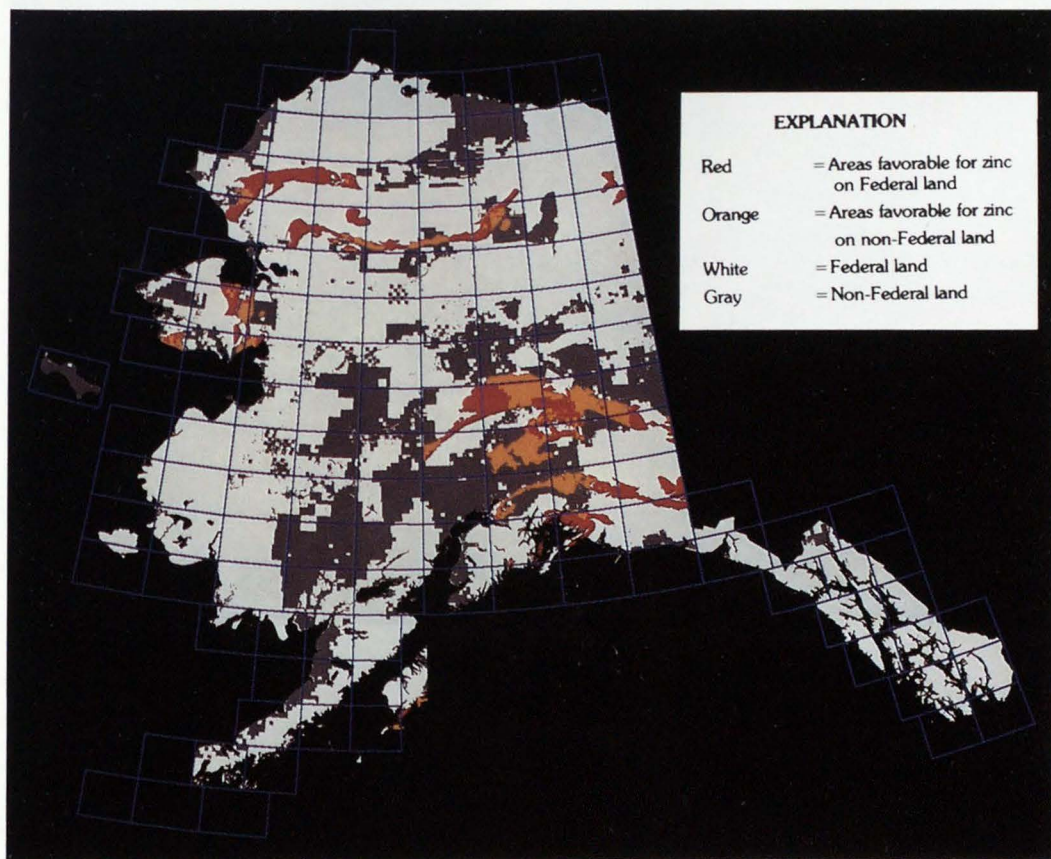 EXPLANATION
Red = Areas favorable for zinc
on Federal land
Orange = Areas favorable for zinc
on non-Federal land
White = Federal land
Gray = Non-Federal land